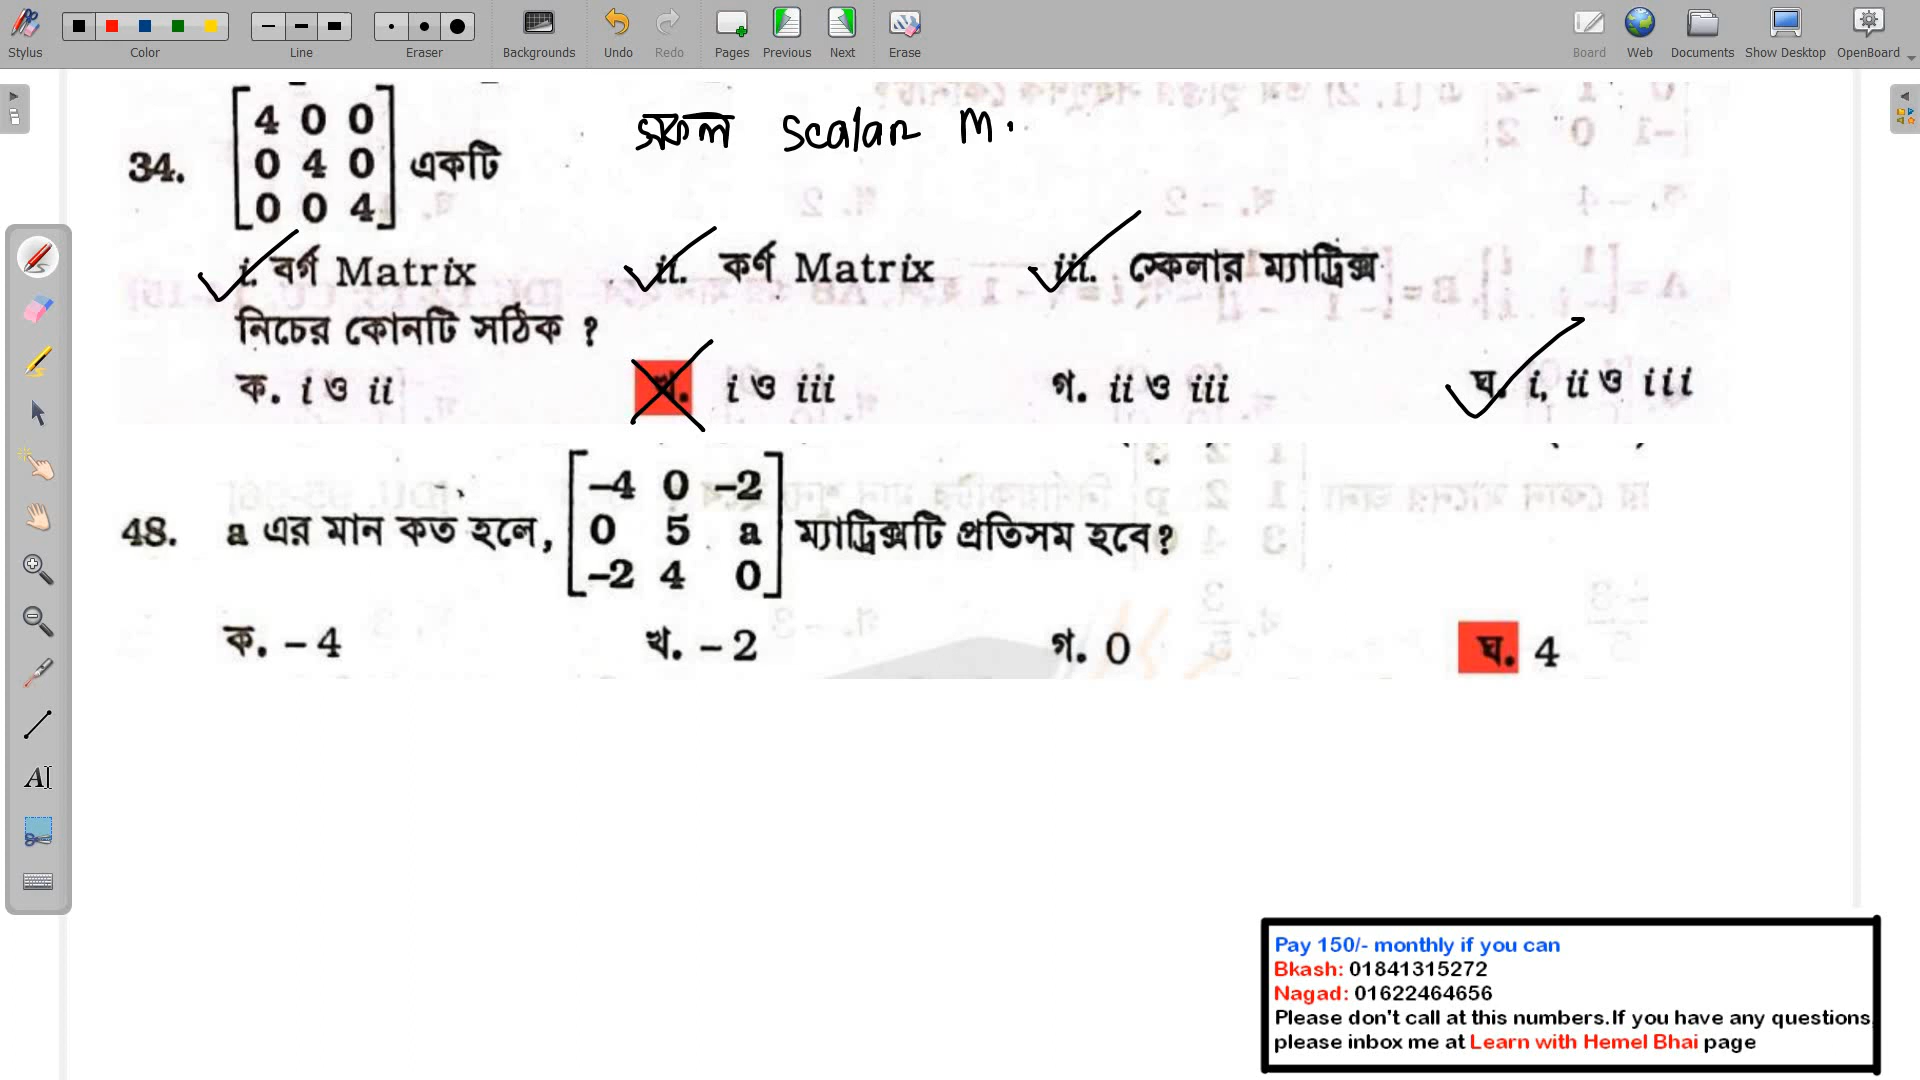 Stylus Color Line Eraser Backgrounds Undo Redo Pages Previous Next Erase Board Web Documents Show Desktop OpenBoard
সকল Scalar M.
34. [4 0 0
0 4 0
0 0 4] একটি
i. বর্গ Matrix ii. কর্ণ Matrix iii. স্কেলার ম্যাট্রিক্স
নিচের কোনটি সঠিক ?
ক. i ও ii খ. i ও iii গ. ii ও iii ঘ. i, ii ও iii
48. a এর মান কত হলে, [-4 0 -2
0 5 a
-2 4 0] ম্যাট্রিক্সটি প্রতিসম হবে?
ক. – 4 খ. – 2 গ. 0 ঘ. 4
Pay 150/- monthly if you can
Bkash: 01841315272
Nagad: 01622464656
Please don't call at this numbers.If you have any questions
please inbox me at Learn with Hemel Bhai page